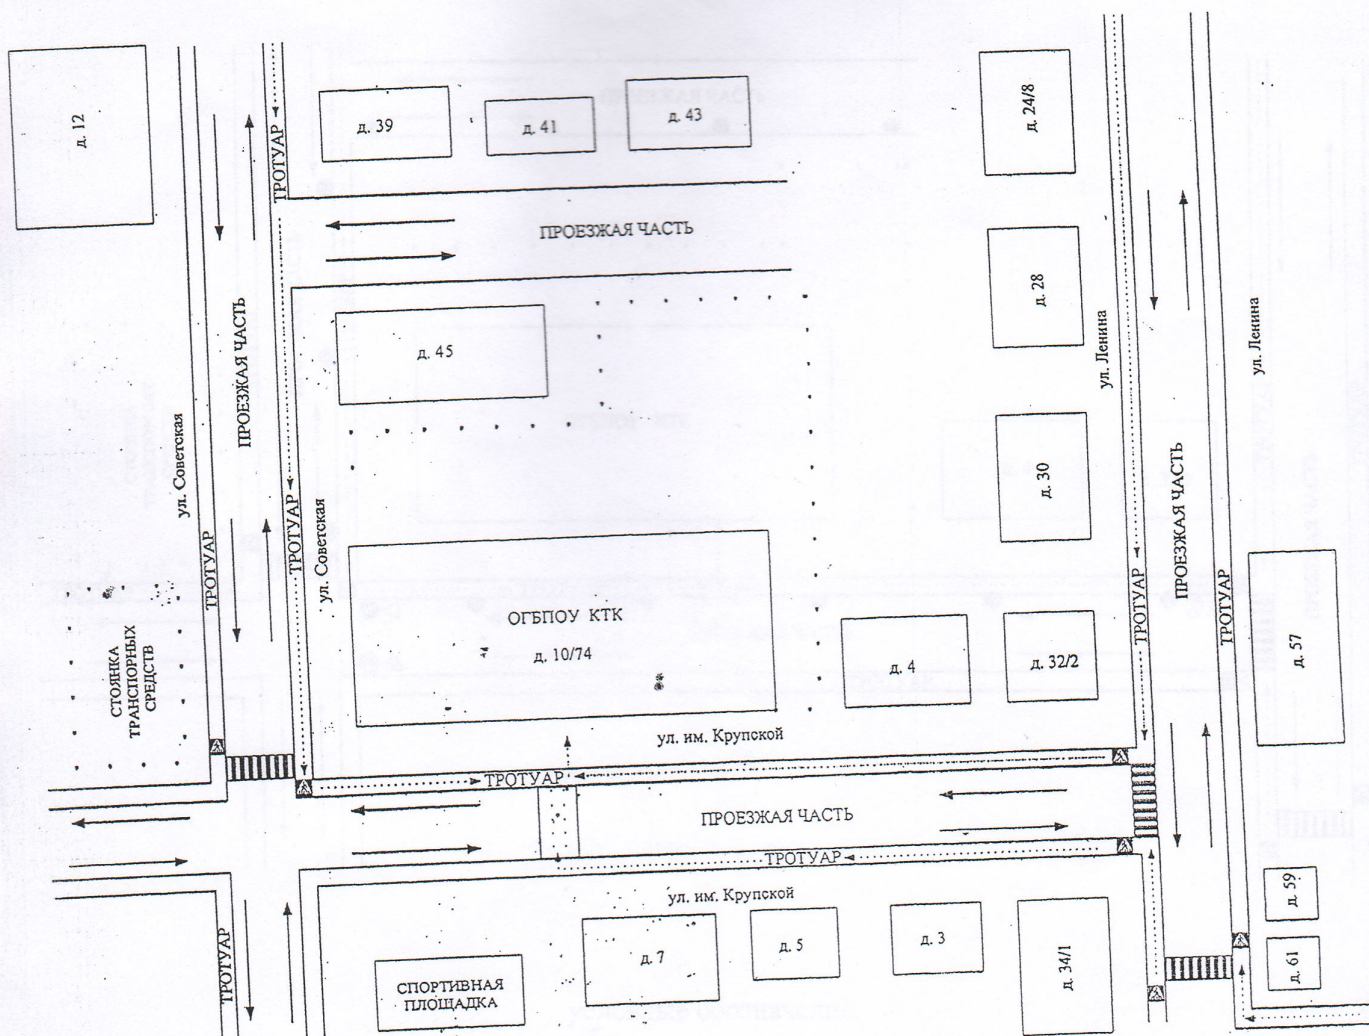 д. 12
ТРОТУАР
д. 39
д. 41
д. 43
д. 24/8
ПРОЕЗЖАЯ ЧАСТЬ
д. 28
ул. Ленина
ул. Ленина
ПРОЕЗЖАЯ ЧАСТЬ
д. 45
ул. Советская
ТРОТУАР
ТРОТУАР
ул. Советская
д. 30
ПРОЕЗЖАЯ ЧАСТЬ
ТРОТУАР
ТРОТУАР
д. 57
СТОЯНКА
ТРАНСПОРНЫХ
СРЕДСТВ
ОГБПОУ КТК
д. 10/74
д. 4
д. 32/2
ул. им. Крупской
ТРОТУАР
ПРОЕЗЖАЯ ЧАСТЬ
ТРОТУАР
ул. им. Крупской
ТРОТУАР
СПОРТИВНАЯ
ПЛОЩАДКА
д. 7
д. 5
д. 3
д. 34/1
д. 59
д. 61